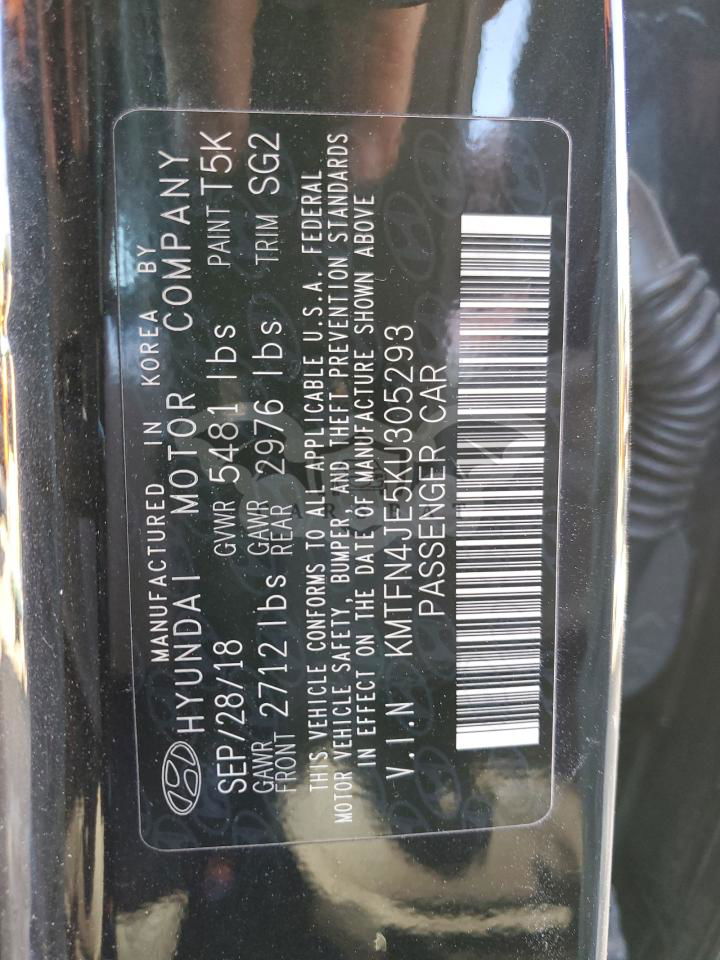 MANUFACTURED IN KOREA BY
HYUNDAI MOTOR COMPANY
SEP/28/18 GVWR 5481 lbs PAINT T5K
GAWR FRONT 2712 lbs GAWR REAR 2976 lbs TRIM SG2
THIS VEHICLE CONFORMS TO ALL APPLICABLE U.S.A. FEDERAL
MOTOR VEHICLE SAFETY, BUMPER, AND THEFT PREVENTION STANDARDS
IN EFFECT ON THE DATE OF MANUFACTURE SHOWN ABOVE
V.I.N KMTFN4JE5KU305293
PASSENGER CAR